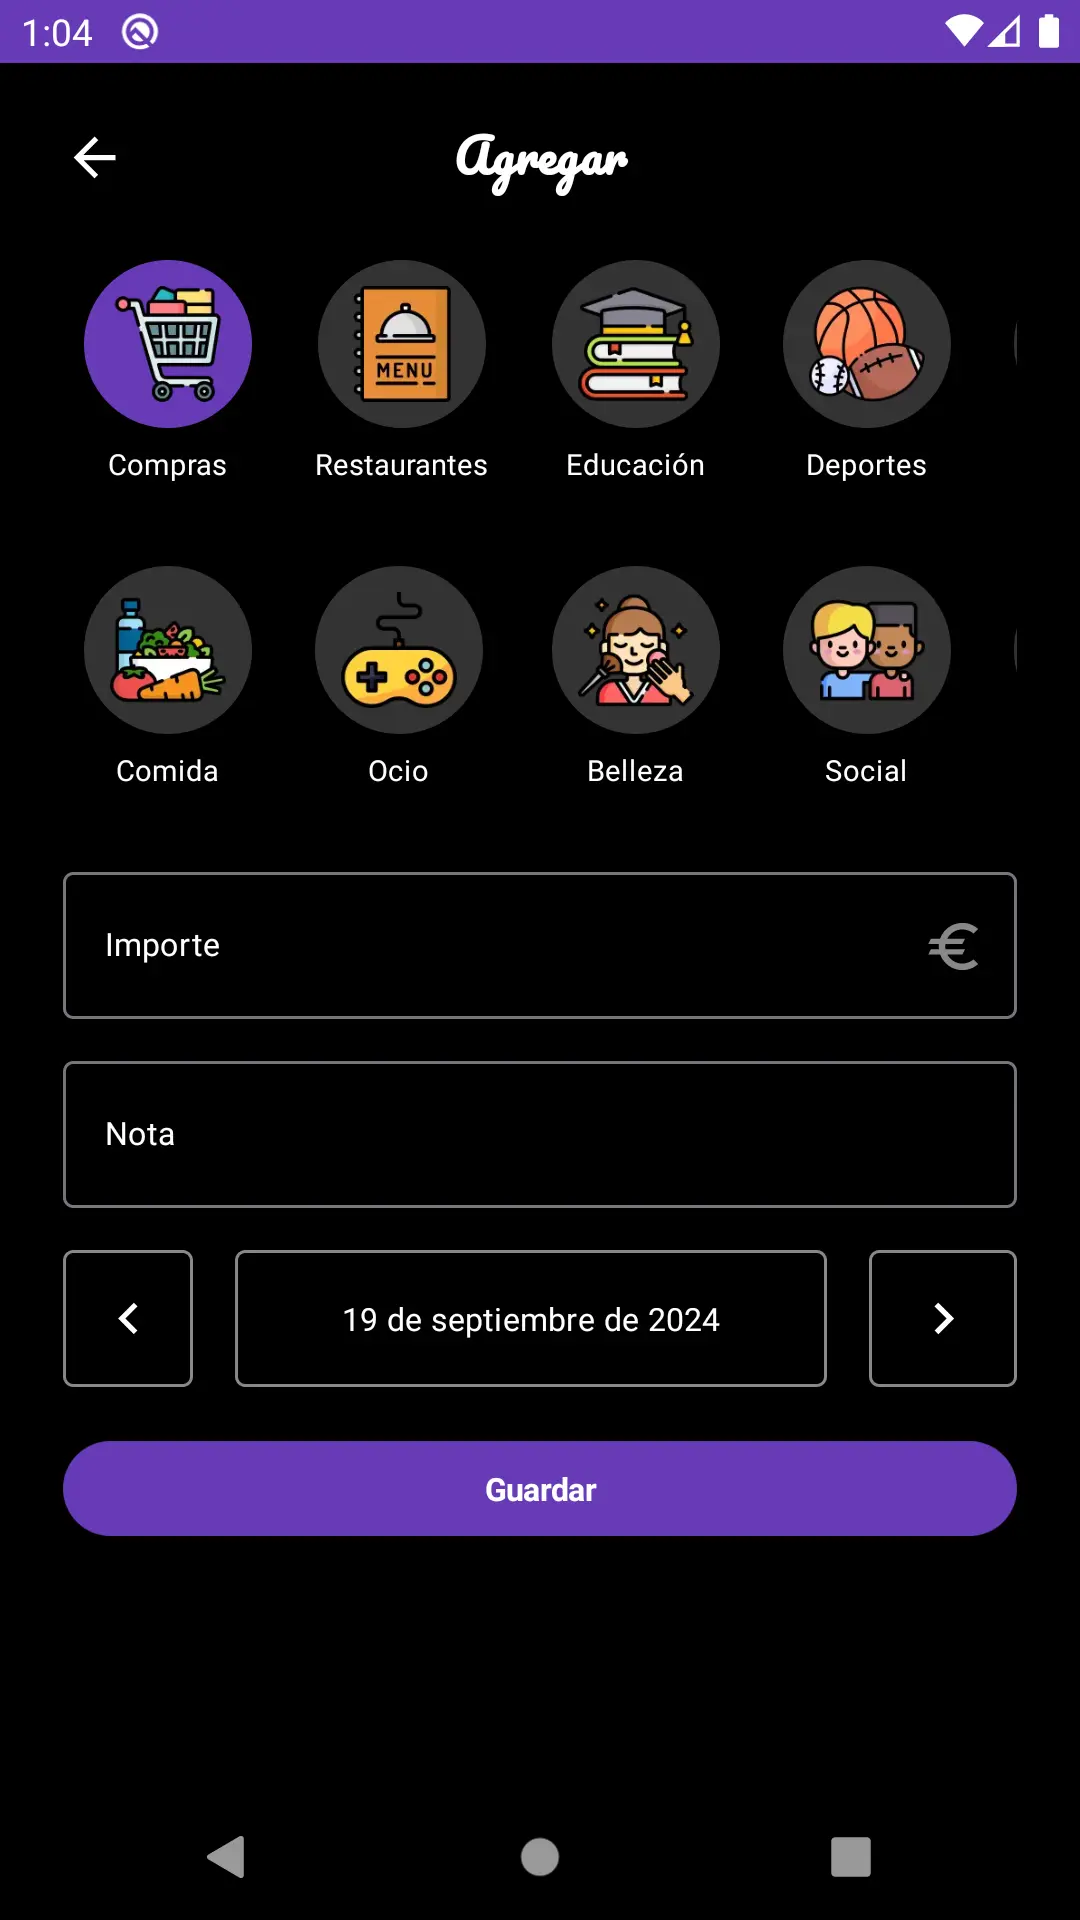 1:04
Agregar
MENU
Compras Restaurantes Educación Deportes
Comida Ocio Belleza Social
Importe €
Nota
19 de septiembre de 2024
Guardar